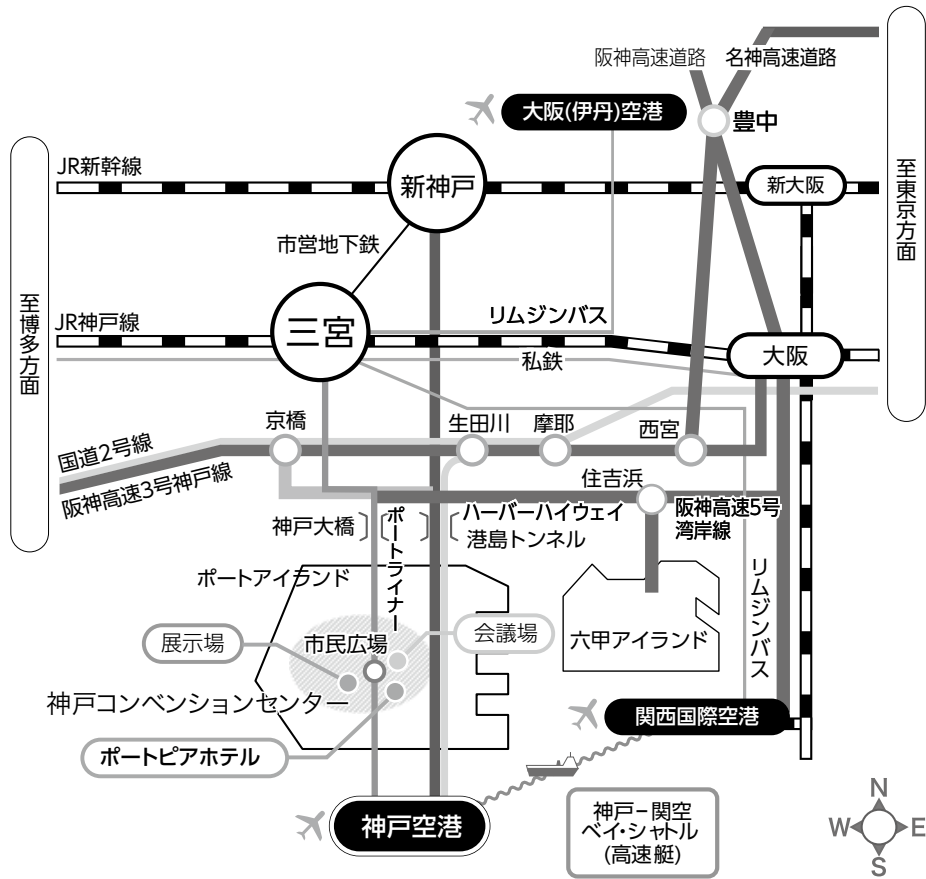 阪神高速道路
名神高速道路
大阪(伊丹)空港
豊中
至東京方面
JR新幹線
新神戸
新大阪
市営地下鉄
至博多方面
JR神戸線
三宮
リムジンバス
大阪
私鉄
京橋
生田川
摩耶
西宮
国道2号線
阪神高速3号神戸線
住吉浜
神戸大橋
ポートライナー
ハーバーハイウェイ
港島トンネル
阪神高速5号
湾岸線
ポートアイランド
リムジンバス
展示場
市民広場
会議場
六甲アイランド
神戸コンベンションセンター
関西国際空港
ポートピアホテル
神戸空港
神戸−関空
ベイ・シャトル
(高速艇)
N
W
E
S